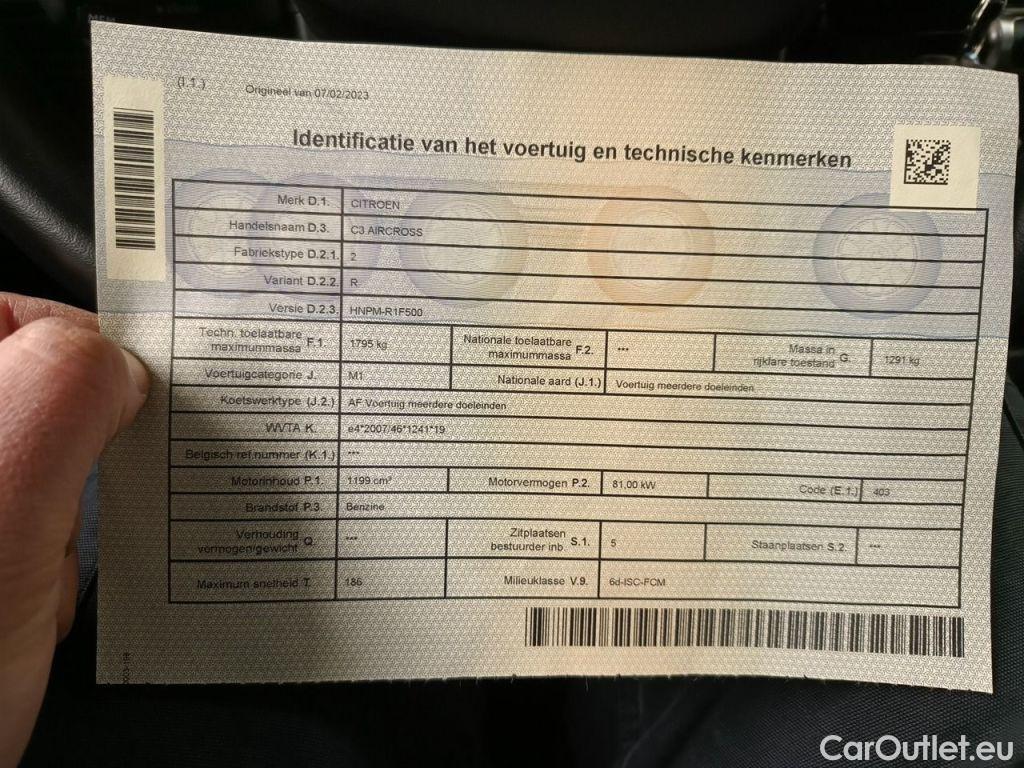 (I.1.)
Origineel van 07/02/2023
Identificatie van het voertuig en technische kenmerken
Merk D.1. CITROEN
Handelsnaam D.3. C3 AIRCROSS
Fabriekstype D.2.1. 2
Variant D.2.2. R
Versie D.2.3. HNPM-R1F500
Techn. toelaatbare maximummassa F.1. 1795 kg Nationale toelaatbare maximummassa F.2. --- Massa in rijklare toestand G. 1291 kg
Voertuigcategorie J. M1 Nationale aard (J.1.) Voertuig meerdere doeleinden
Koetswerktype (J.2.) AF Voertuig meerdere doeleinden
WVTA K. e4*2007/46*1241*19
Belgisch ref.nummer (K.1.) ---
Motorinhoud P.1. 1199 cm³ Motorvermogen P.2. 81,00 kW Code (E.1.) 403
Brandstof P.3. Benzine
Verhouding vermogen/gewicht Q. --- Zitplaatsen bestuurder inb. S.1. 5 Staanplaatsen S.2. ---
Maximum snelheid T. 186 Milieuklasse V.9. 6d-ISC-FCM
CarOutlet.eu